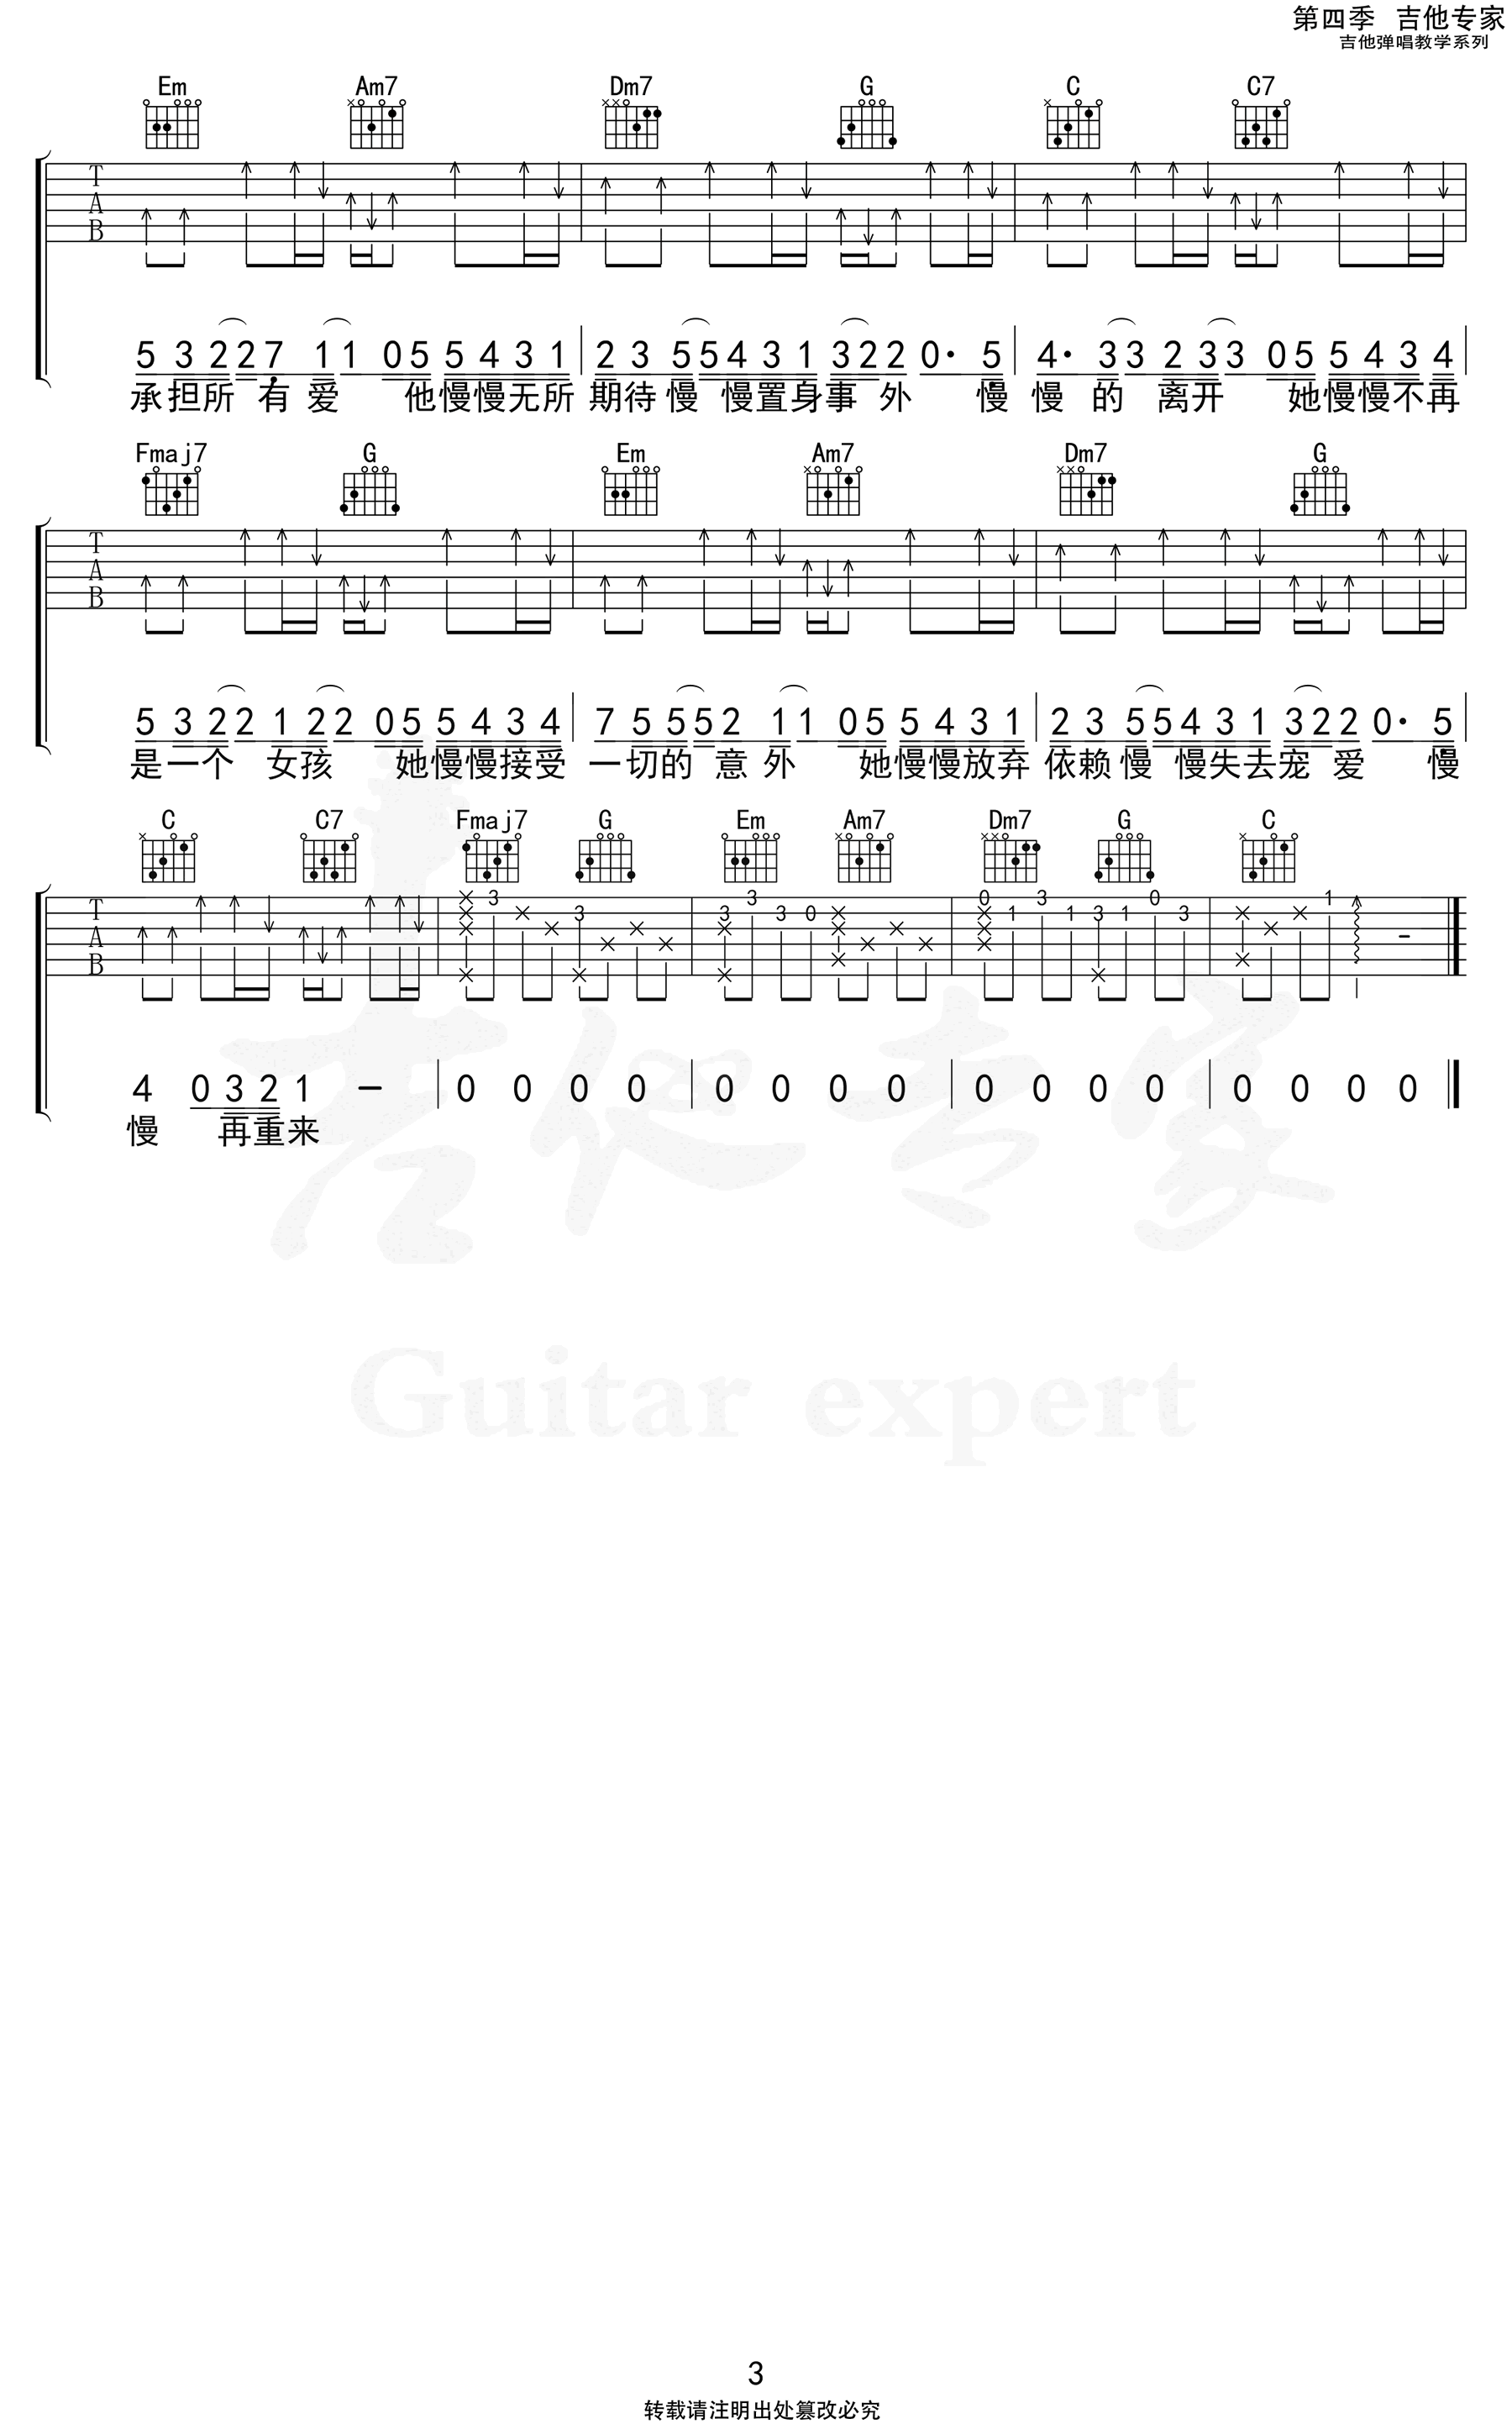 第四季 吉他专家
吉他弹唱教学系列
Em Am7 Dm7 G C C7
T
A
B
5 3 2 2 7 1 1 0 5 5 4 3 1 2 3 5 5 4 3 1 3 2 2 0· 5 4· 3 3 2 3 3 0 5 5 4 3 4
承担所 有 爱 他慢慢无所 期待 慢 慢置身事 外 慢 慢 的 离开 她慢慢不再
Fmaj7 G Em Am7 Dm7 G
T
A
B
5 3 2 2 1 2 2 0 5 5 4 3 4 7 5 5 5 2 1 1 0 5 5 4 3 1 2 3 5 5 4 3 1 3 2 2 0· 5
是一个 女孩 她慢慢接受 一切的 意 外 她慢慢放弃 依赖 慢 慢失去宠 爱 慢
C C7 Fmaj7 G Em Am7 Dm7 G C
3 3 0 3 0 1
T 3 3 3 0 1 1 3 1 3
A
B
4 0 3 2 1 – 0 0 0 0 0 0 0 0 0 0 0 0 0 0 0 0
慢 再重来
吉他专家
Guitar expert
3
转载请注明出处篡改必究